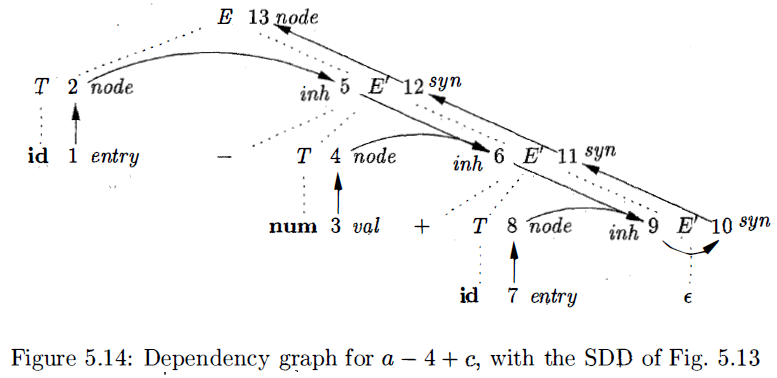 E 13 node
T 2 node inh 5 E′ 12 syn
id 1 entry − T 4 node inh 6 E′ 11 syn
num 3 val + T 8 node inh 9 E′ 10 syn
id 7 entry ϵ
Figure 5.14: Dependency graph for a − 4 + c, with the SDD of Fig. 5.13